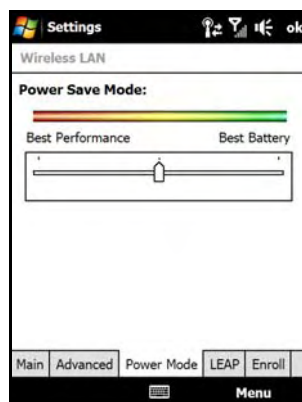 Settings
ok
Wireless LAN
Power Save Mode:
Best Performance Best Battery
Main Advanced Power Mode LEAP Enroll
Menu